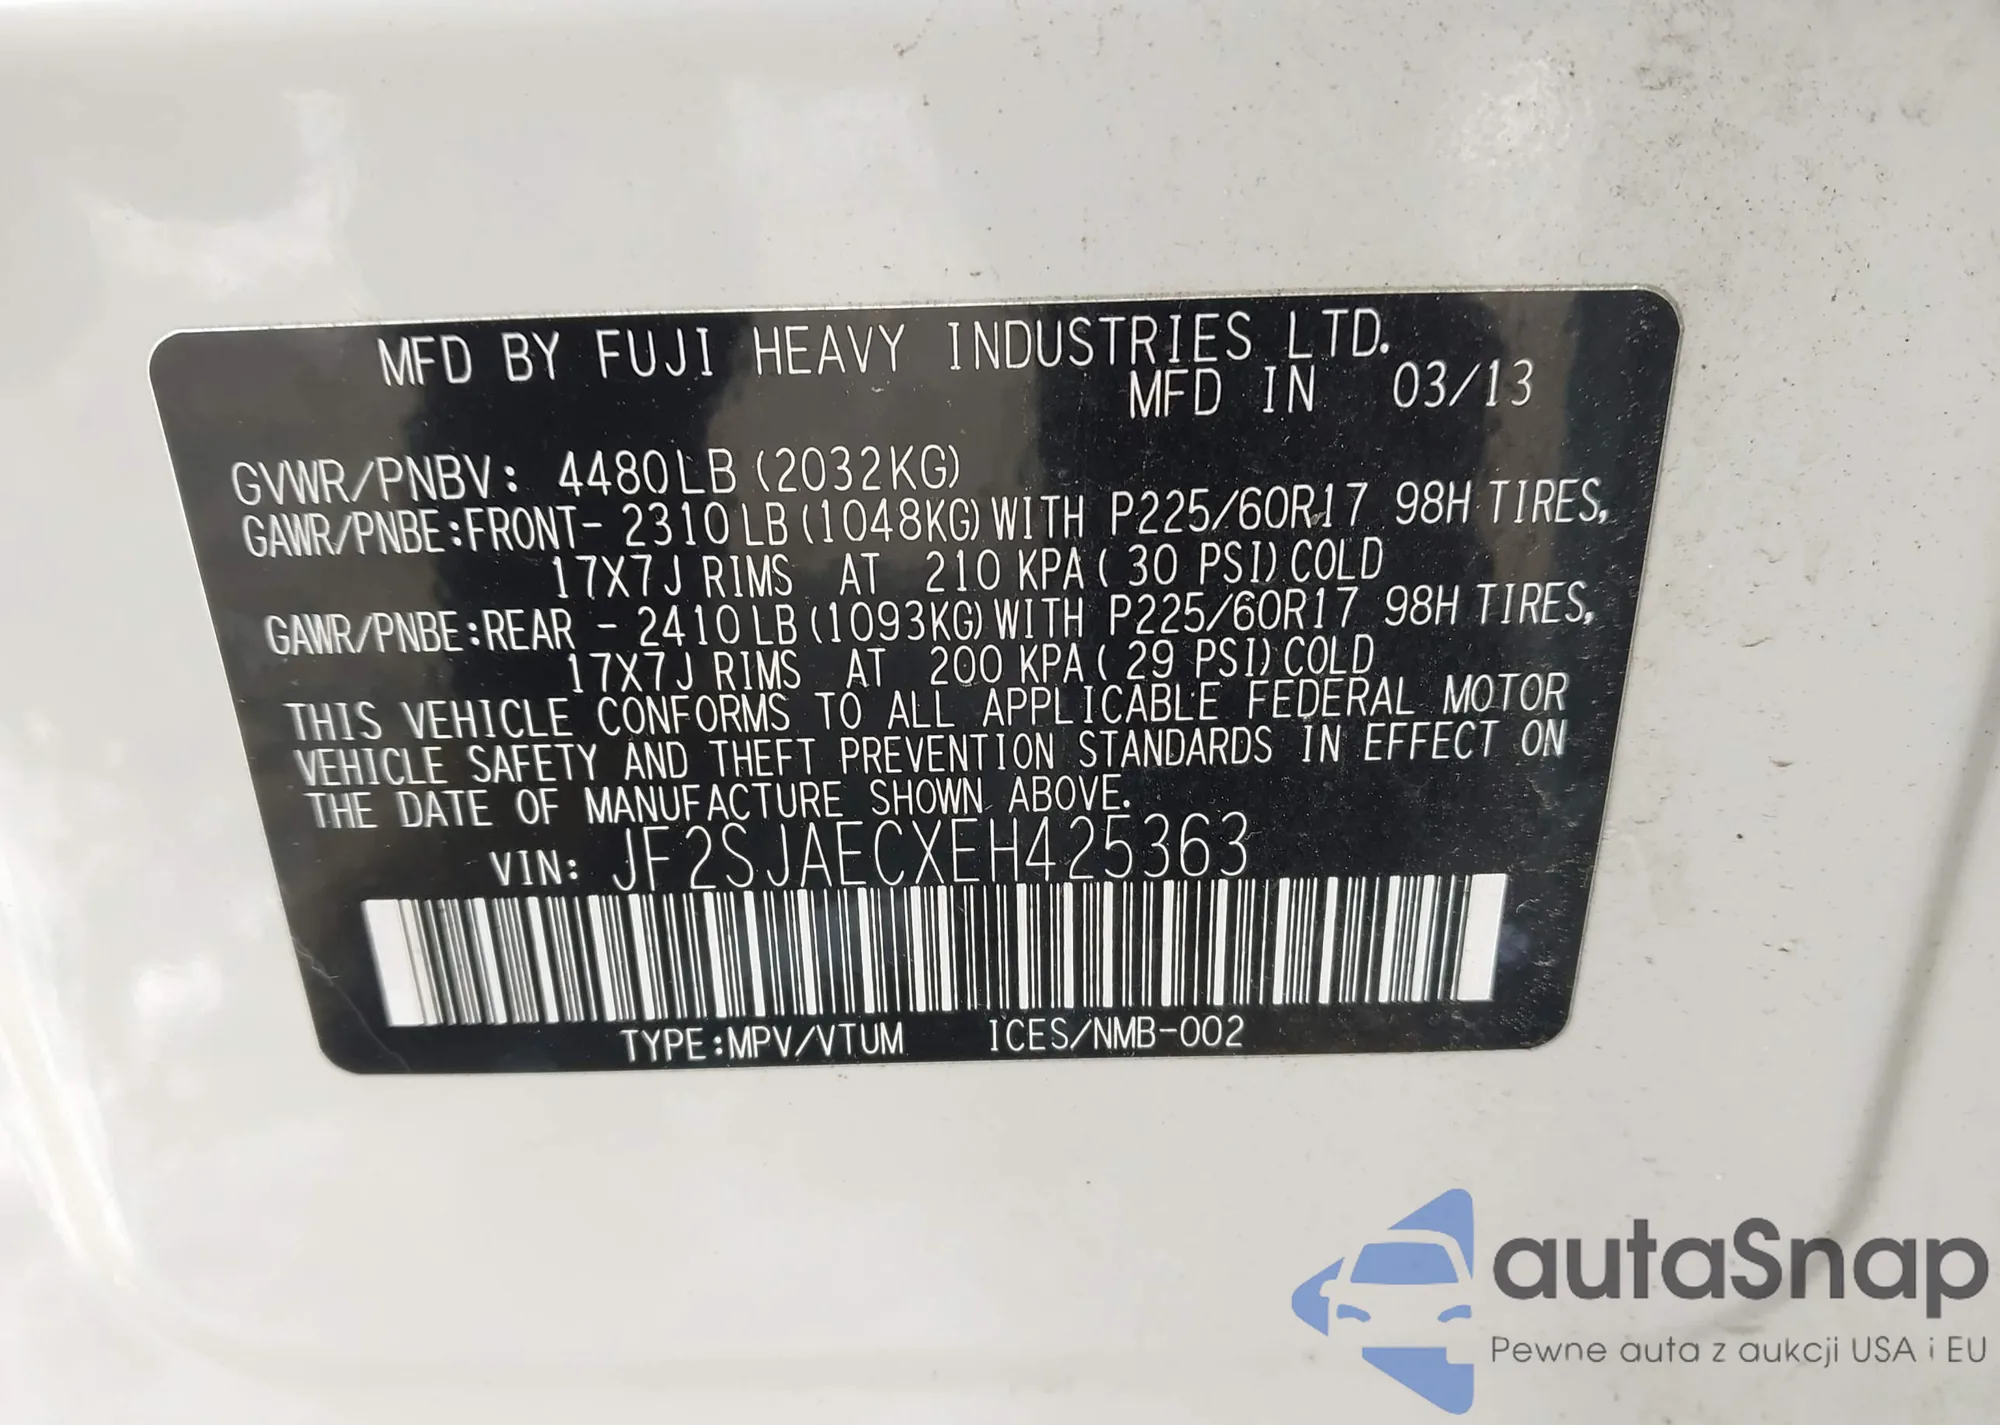 MFD BY FUJI HEAVY INDUSTRIES LTD.
MFD IN 03/13
GVWR/PNBV: 4480LB (2032KG)
GAWR/PNBE:FRONT- 2310LB(1048KG)WITH P225/60R17 98H TIRES,
17X7J RIMS AT 210 KPA( 30 PSI)COLD
GAWR/PNBE:REAR - 2410LB(1093KG)WITH P225/60R17 98H TIRES,
17X7J RIMS AT 200 KPA( 29 PSI)COLD
THIS VEHICLE CONFORMS TO ALL APPLICABLE FEDERAL MOTOR
VEHICLE SAFETY AND THEFT PREVENTION STANDARDS IN EFFECT ON
THE DATE OF MANUFACTURE SHOWN ABOVE.
VIN: JF2SJAECXEH425363
TYPE:MPV/VTUM ICES/NMB-002
autaSnap
Pewne auta z aukcji USA i EU